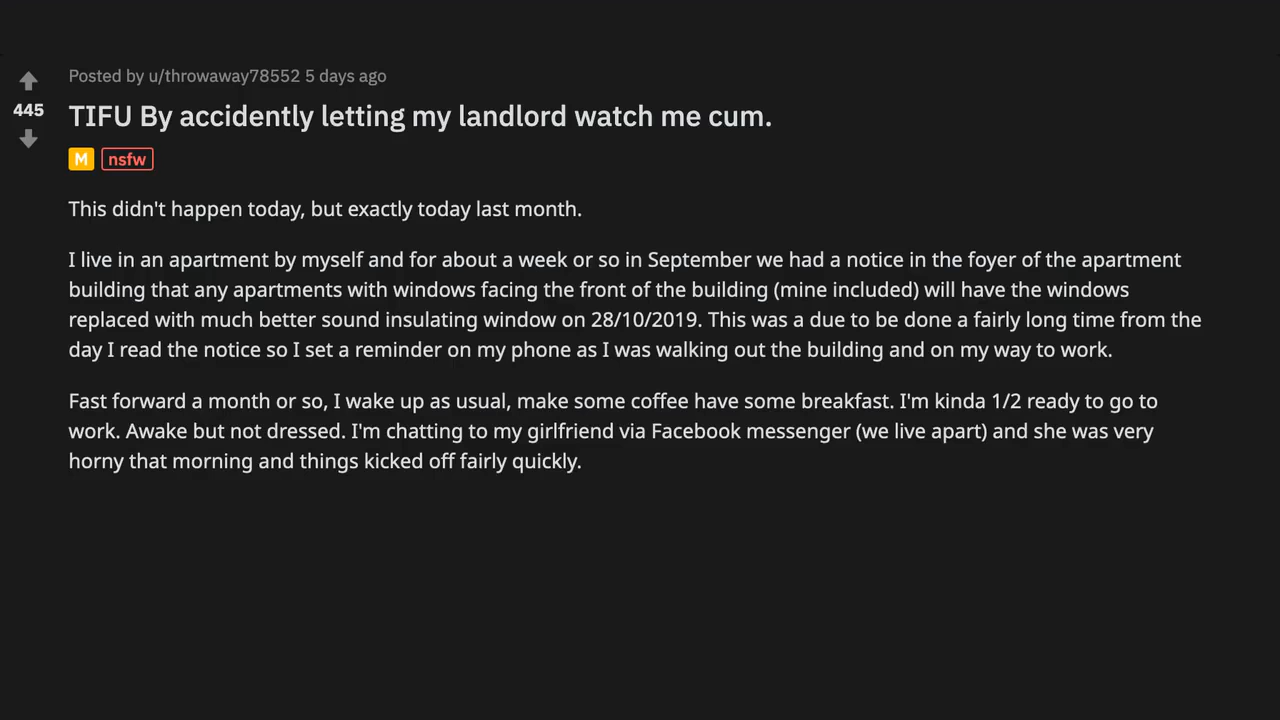 Posted by u/throwaway78552 5 days ago
445
TIFU By accidently letting my landlord watch me cum.
M nsfw
This didn't happen today, but exactly today last month.
I live in an apartment by myself and for about a week or so in September we had a notice in the foyer of the apartment
building that any apartments with windows facing the front of the building (mine included) will have the windows
replaced with much better sound insulating window on 28/10/2019. This was a due to be done a fairly long time from the
day I read the notice so I set a reminder on my phone as I was walking out the building and on my way to work.
Fast forward a month or so, I wake up as usual, make some coffee have some breakfast. I'm kinda 1/2 ready to go to
work. Awake but not dressed. I'm chatting to my girlfriend via Facebook messenger (we live apart) and she was very
horny that morning and things kicked off fairly quickly.